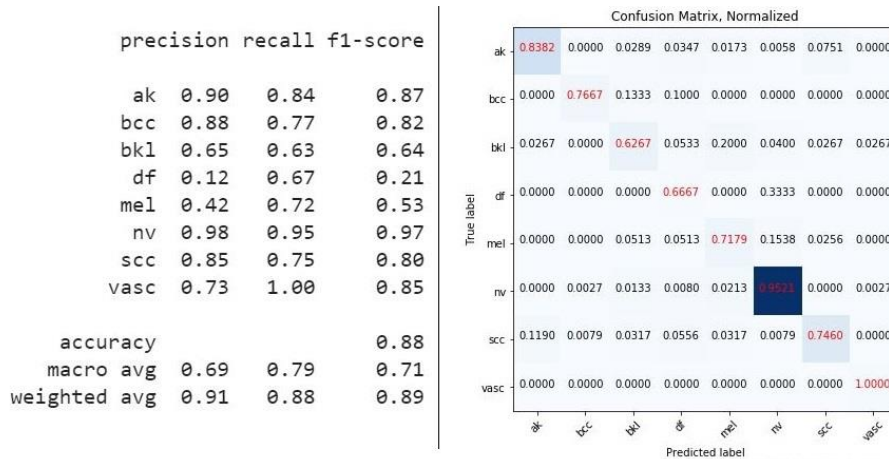 precision recall f1-score
ak 0.90 0.84 0.87
bcc 0.88 0.77 0.82
bkl 0.65 0.63 0.64
df 0.12 0.67 0.21
mel 0.42 0.72 0.53
nv 0.98 0.95 0.97
scc 0.85 0.75 0.80
vasc 0.73 1.00 0.85
accuracy 0.88
macro avg 0.69 0.79 0.71
weighted avg 0.91 0.88 0.89
Confusion Matrix, Normalized
True label
ak 0.8382 0.0000 0.0289 0.0347 0.0173 0.0058 0.0751 0.0000
bcc 0.0000 0.7667 0.1333 0.1000 0.0000 0.0000 0.0000 0.0000
bkl 0.0267 0.0000 0.6267 0.0533 0.2000 0.0400 0.0267 0.0267
df 0.0000 0.0000 0.0000 0.6667 0.0000 0.3333 0.0000 0.0000
mel 0.0000 0.0000 0.0513 0.0513 0.7179 0.1538 0.0256 0.0000
nv 0.0000 0.0027 0.0133 0.0080 0.0213 0.9521 0.0000 0.0027
scc 0.1190 0.0079 0.0317 0.0556 0.0317 0.0079 0.7460 0.0000
vasc 0.0000 0.0000 0.0000 0.0000 0.0000 0.0000 0.0000 1.0000
ak bcc bkl df mel nv scc vasc
Predicted label